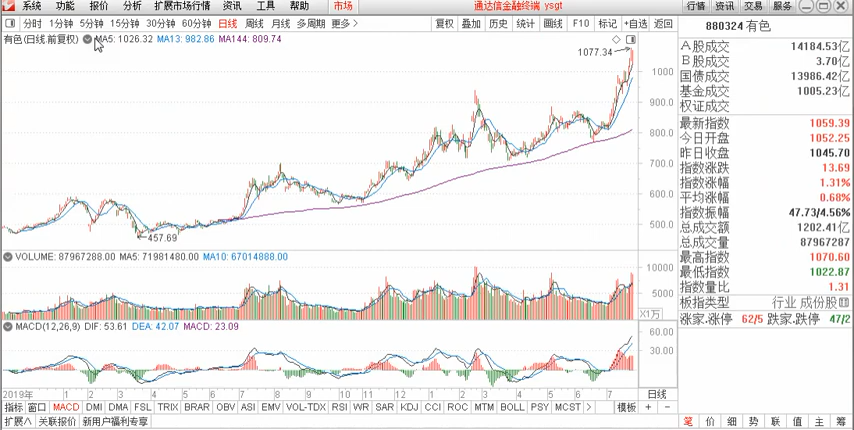 系统 功能 报价 分析 扩展市场行情 资讯 工具 帮助 市场 通达信金融终端 ysgt 行情 资讯 交易 服务
分时 1分钟 5分钟 15分钟 30分钟 60分钟 日线 周线 月线 多周期 更多 > 复权 叠加 历史 统计 画线 F10 标记 +自选 返回
有色(日线.前复权) MA5: 1026.32 MA13: 982.86 MA144: 809.74
1077.34
1000
900.0
800.0
700.0
600.0
500.0
457.69
VOLUME: 87967288.00 MA5: 71981480.00 MA10: 67014888.00
10000
5000
X1万
MACD(12,26,9) DIF: 53.61 DEA: 42.07 MACD: 23.09
60.00
30.00
2019年 1 2 3 4 5 6 7 8 9 10 11 12 1 2 3 4 5 6 7 日线
指标 窗口 MACD DMI DMA FSL TRIX BRAR OBV ASI EMV VOL-TDX RSI WR SAR KDJ CCI ROC MTM BOLL PSY MCST > 模板 + -
扩展∧ 关联报价 新用户福利专享
880324 有色
A股成交 14184.53亿
B股成交 3.70亿
国债成交 13986.42亿
基金成交 1005.23亿
权证成交
最新指数 1059.39
今日开盘 1052.25
昨日收盘 1045.70
指数涨跌 13.69
指数涨幅 1.31%
平均涨幅 0.68%
指数振幅 47.73/4.56%
总成交额 1202.41亿
总成交量 87967287
最高指数 1070.60
最低指数 1022.87
指数量比 1.31
板指类型 行业 成份股
涨家.涨停 62/5 跌家.跌停 47/2
笔 价 细 势 联 值 主 筹